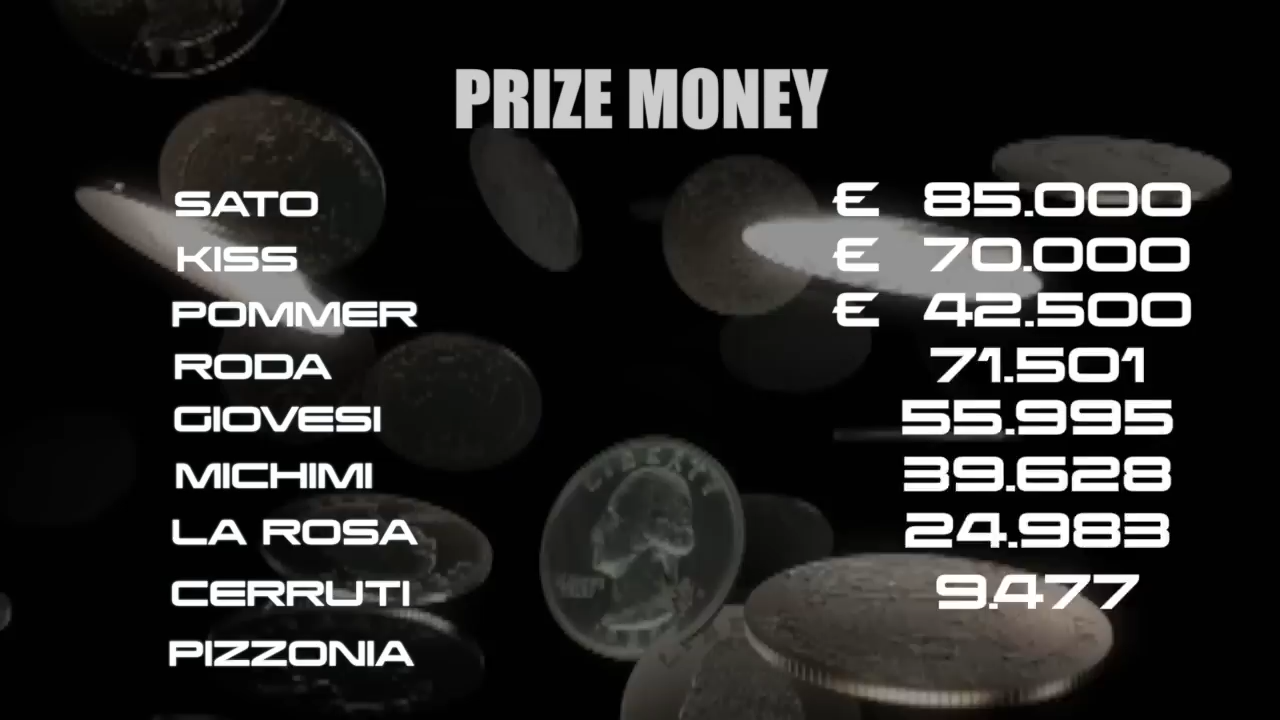 PRIZE MONEY
SATO € 85.000
KISS € 70.000
POMMER € 42.500
RODA 71.501
GIOVESI 55.995
MICHIMI 39.628
LA ROSA 24.983
CERRUTI 9.477
PIZZONIA
LIBERTY